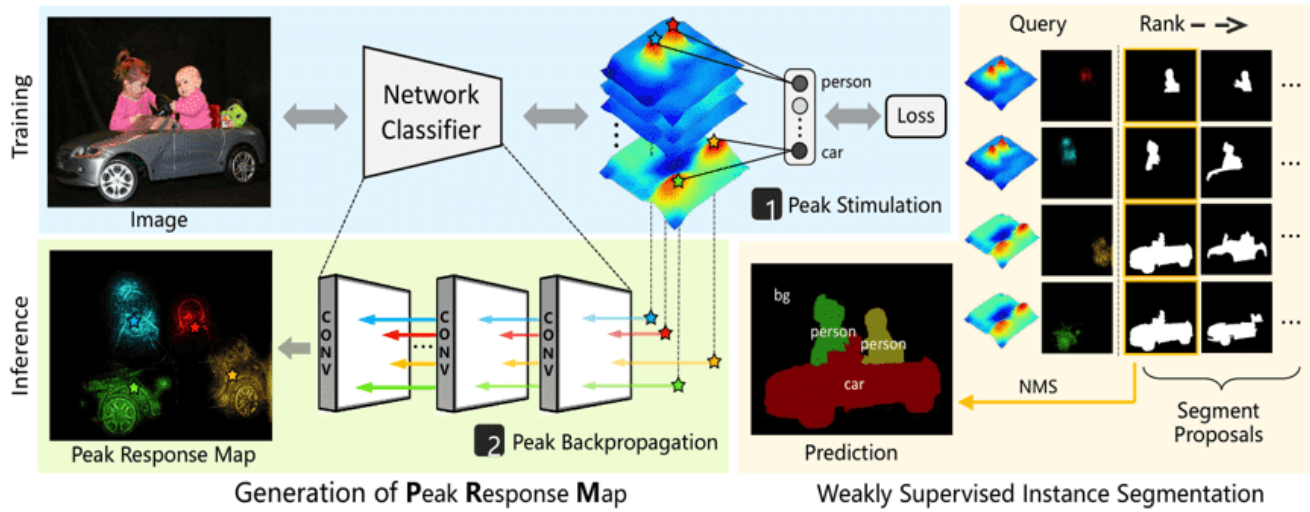 Training
Image
Network
Classifier
person
car
Loss
1 Peak Stimulation
Inference
Peak Response Map
CONV
CONV
CONV
2 Peak Backpropagation
Generation of Peak Response Map
Query
Rank
...
...
...
...
bg
person
person
car
Prediction
NMS
Segment
Proposals
Weakly Supervised Instance Segmentation